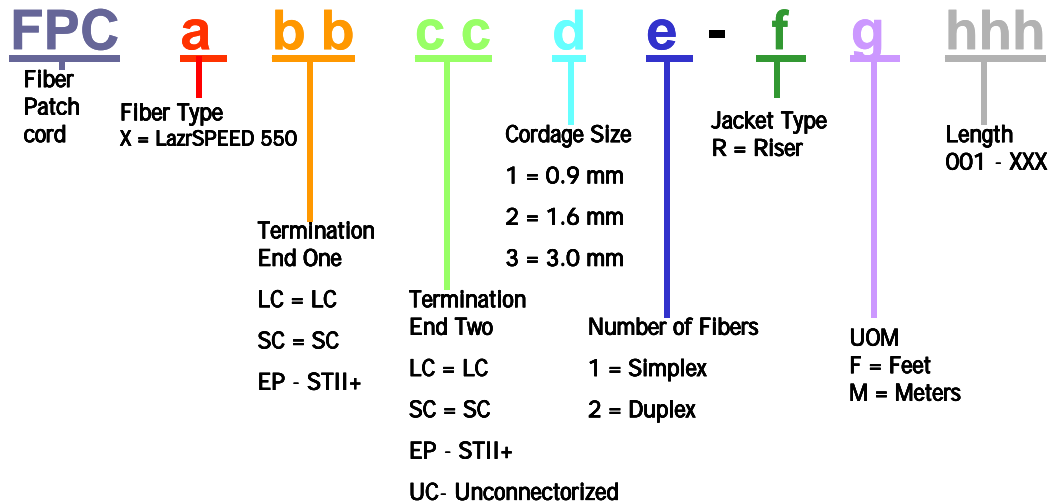 FPC a bb cc d e - f g hhh
Fiber
Patch
cord
Fiber Type
X = LazrSPEED 550
Termination
End One
LC = LC
SC = SC
EP - STII+
Termination
End Two
LC = LC
SC = SC
EP - STII+
UC- Unconnectorized
Cordage Size
1 = 0.9 mm
2 = 1.6 mm
3 = 3.0 mm
Number of Fibers
1 = Simplex
2 = Duplex
Jacket Type
R = Riser
UOM
F = Feet
M = Meters
Length
001 - XXX